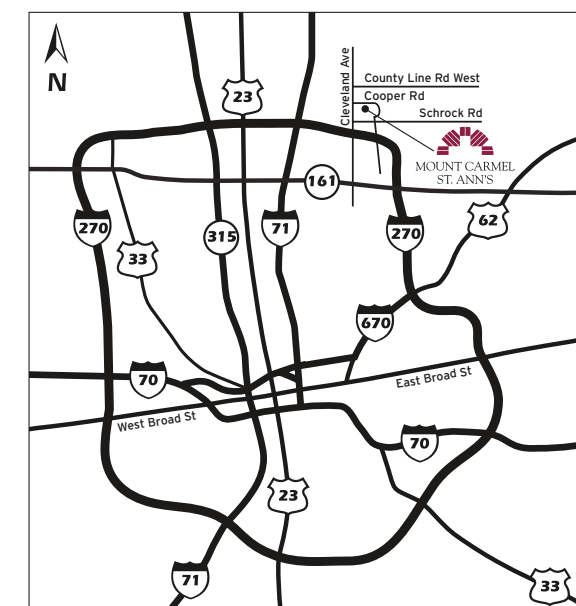 N
23
Cleveland Ave
County Line Rd West
Cooper Rd
Schrock Rd
MOUNT CARMEL
ST. ANN'S
161
270
33
315
71
270
62
670
70
East Broad St
West Broad St
70
23
71
33